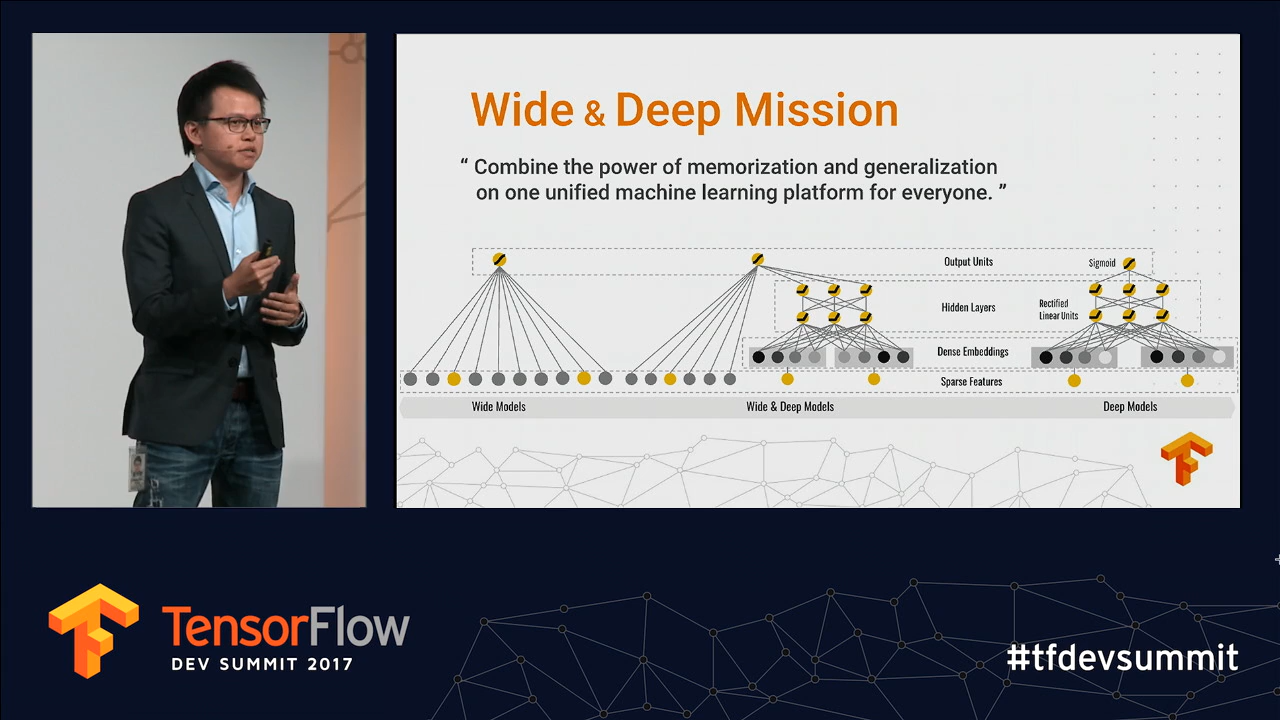 Wide & Deep Mission
“ Combine the power of memorization and generalization
on one unified machine learning platform for everyone. ”
Output Units
Sigmoid
Hidden Layers
Rectified
Linear Units
Dense Embeddings
Sparse Features
Wide Models
Wide & Deep Models
Deep Models
TensorFlow
DEV SUMMIT 2017
#tfdevsummit